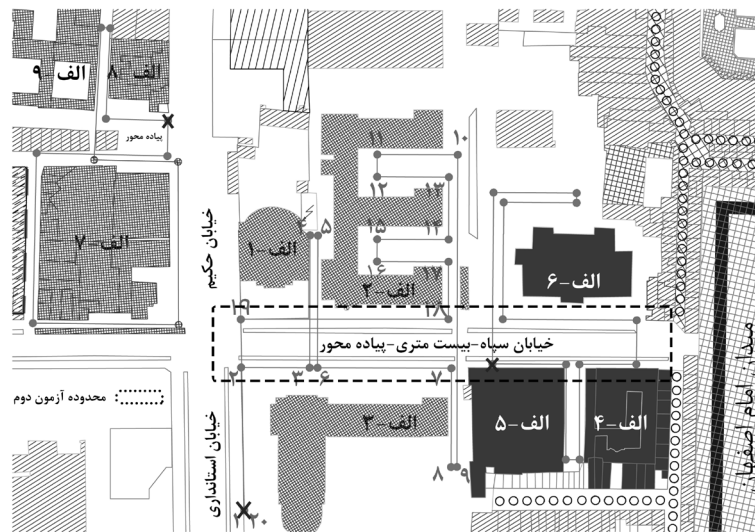 الف-۹
الف-۸
پیاده محور
۱۱
۱۰
۱۲
۱۳
الف-۷
خیابان حکیم
الف-۱
۴
۵
۱۵
۱۴
۱۶
۱۷
الف-۲
الف-۶
۱۹
۱۸
خیابان سپاه-بیست متری-پیاده محور
میدان امام اصفهان
۲
۳
۶
۷
محدوده آزمون دوم
خیابان استانداری
الف-۳
الف-۵
الف-۴
۸
۹
۲۰